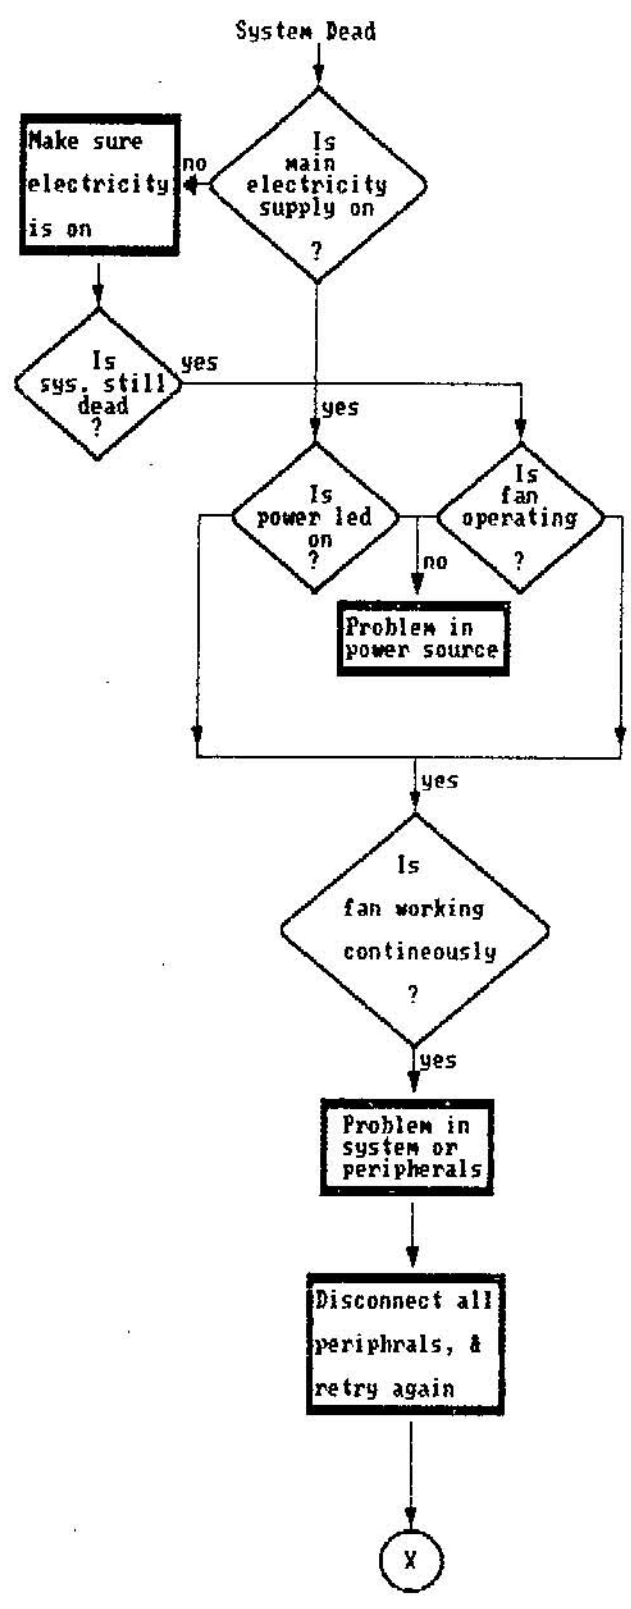 System Dead
Is
main
electricity
supply on
?
no
Make sure
electricity
is on
Is
sys. still
dead
?
yes
yes
Is
power led
on
?
Is
fan
operating
?
no
Problem in
power source
yes
Is
fan working
contineously
?
yes
Problem in
system or
peripherals
Disconnect all
periphrals, &
retry again
X